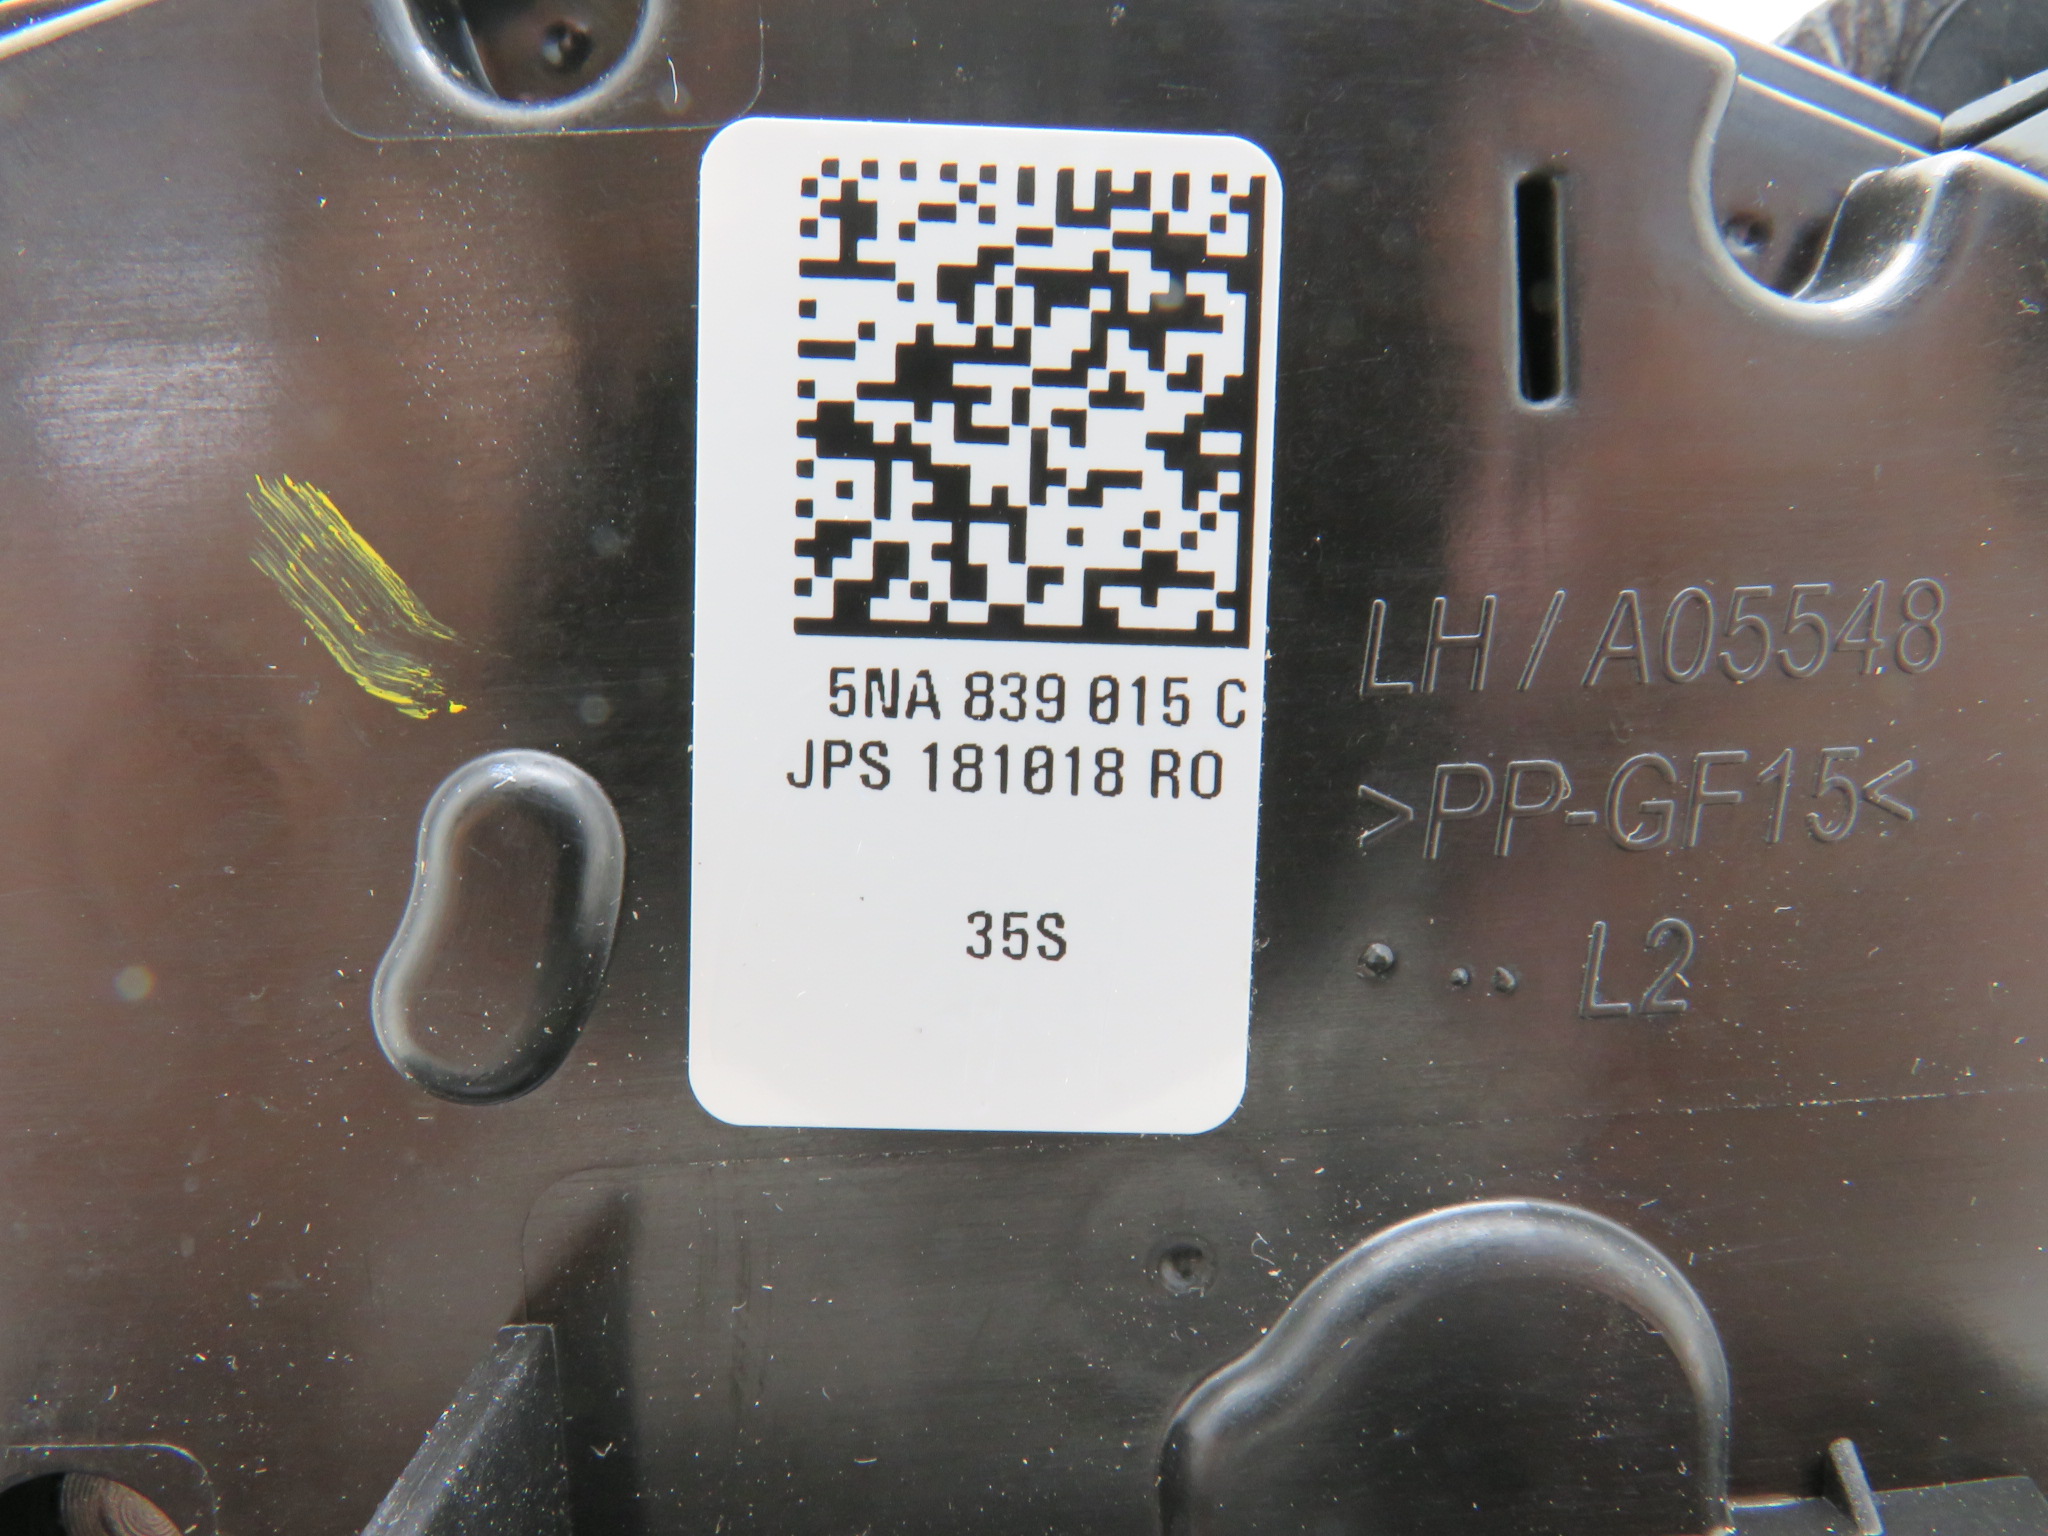 5NA 839 015 C
JPS 181018 RO
35S
LH / A05548
>PP-GF15<
L2